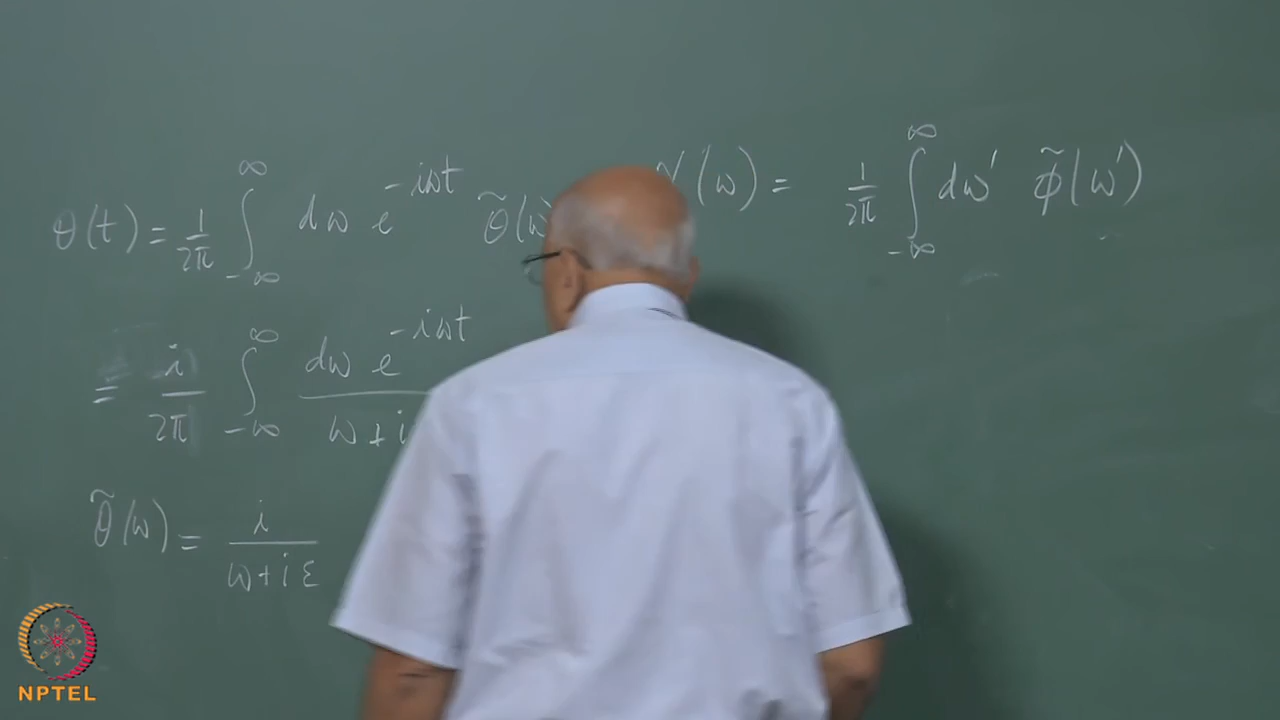 θ(t) = 1/2π ∫_{-∞}^{∞} dω e^{-iωt} θ̃(ω
= i/2π ∫_{-∞}^{∞} dω e^{-iωt} / ω + i
θ̃(ω) = i / ω + iε
(ω) = 1/2π ∫_{-∞}^{∞} dω' φ̃(ω')
NPTEL